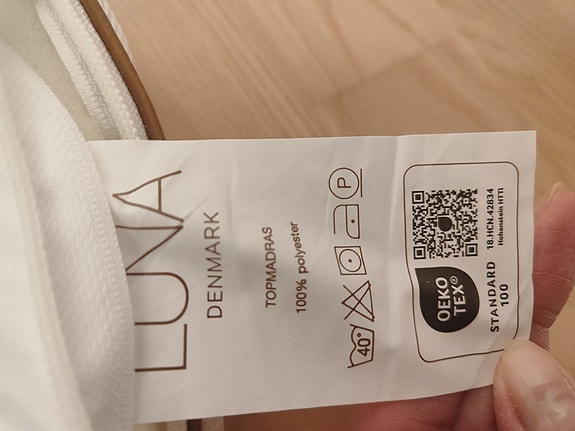 LUNA
DENMARK
TOPMADRAS
100% polyester
40°
P
OEKO
TEX®
STANDARD
100
18.HCN.42834
Hohenstein HTTI